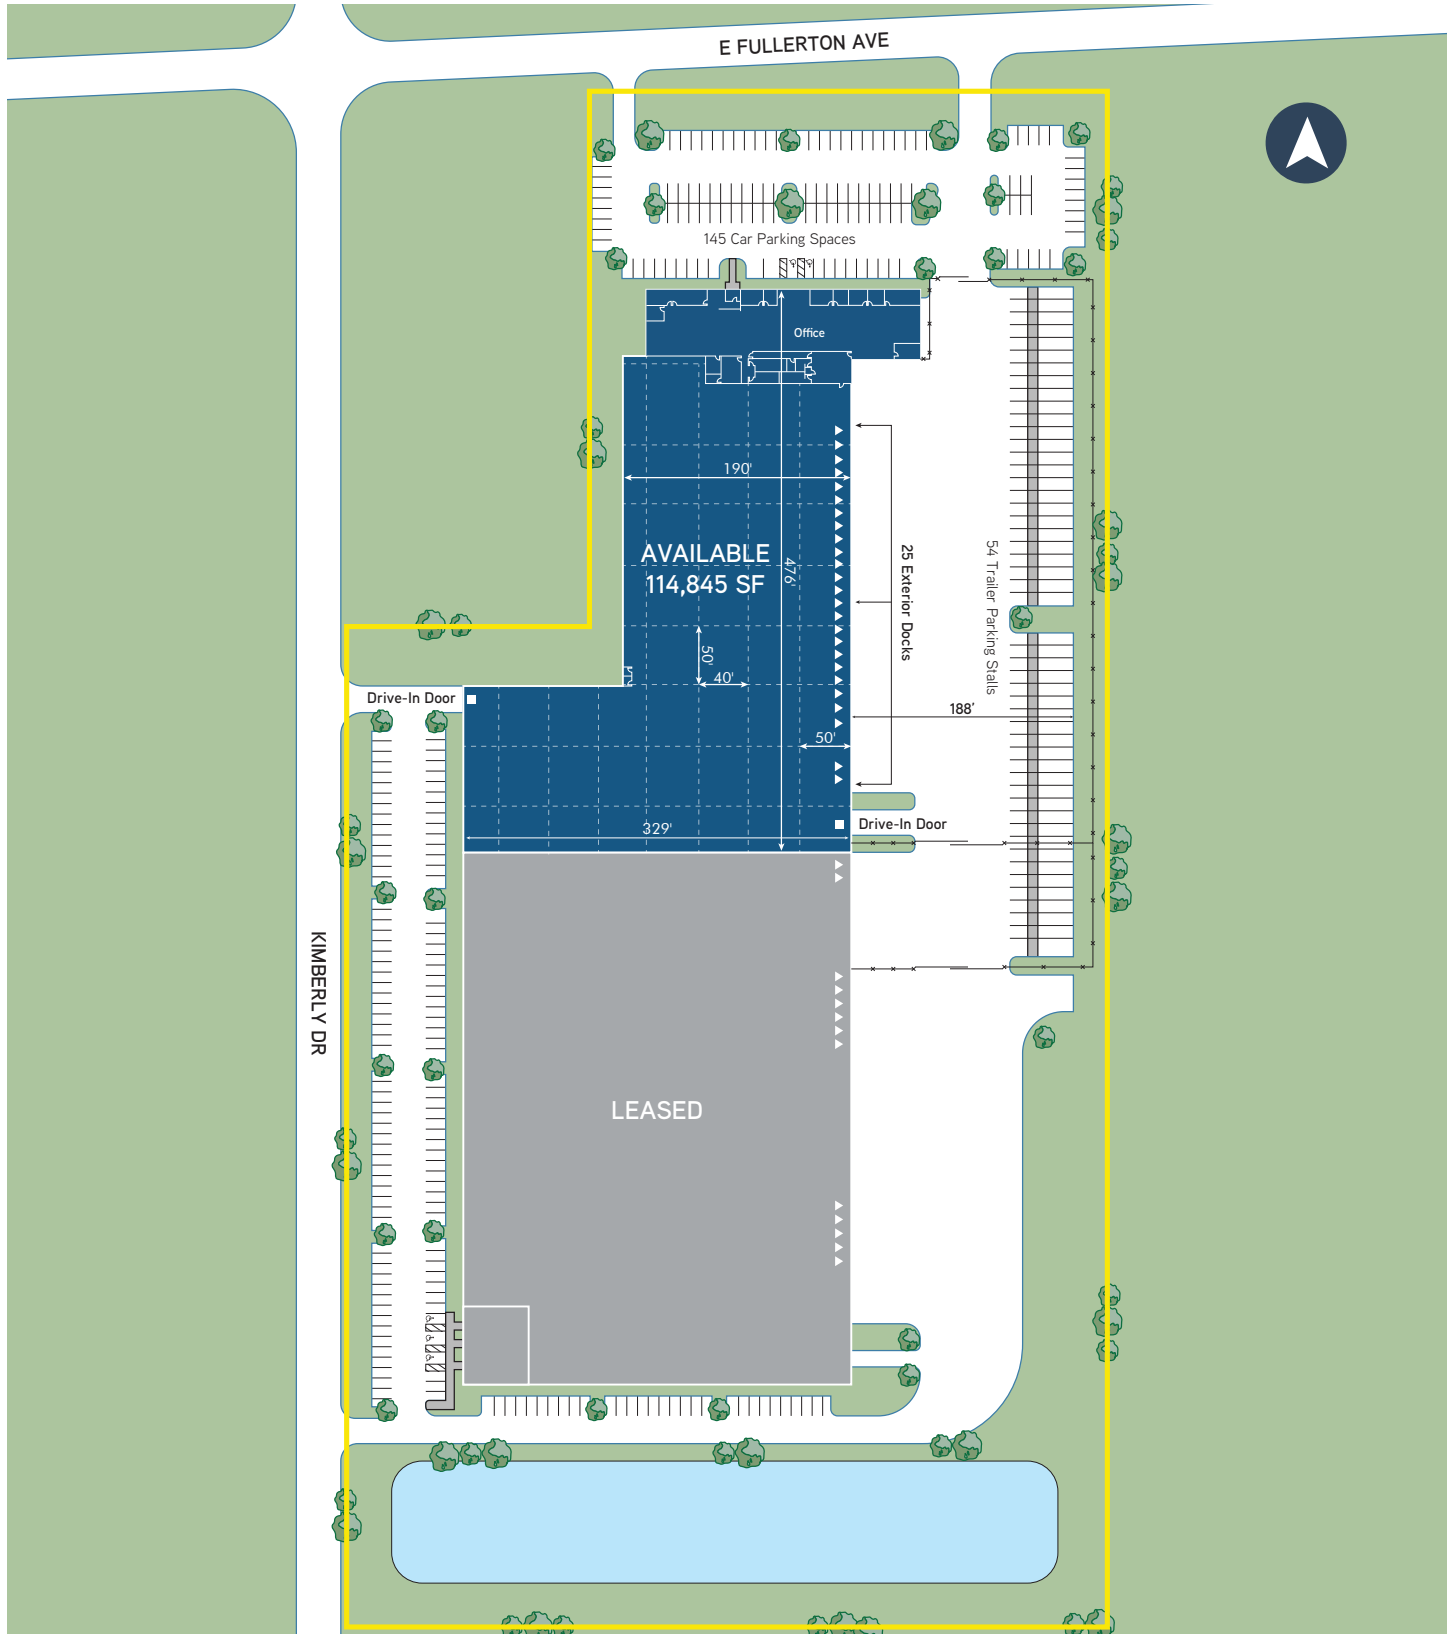 E FULLERTON AVE
145 Car Parking Spaces
Office
190'
AVAILABLE
114,845 SF
476'
25 Exterior Docks
54 Trailer Parking Stalls
50'
40'
Drive-In Door
188'
50'
Drive-In Door
329'
KIMBERLY DR
LEASED